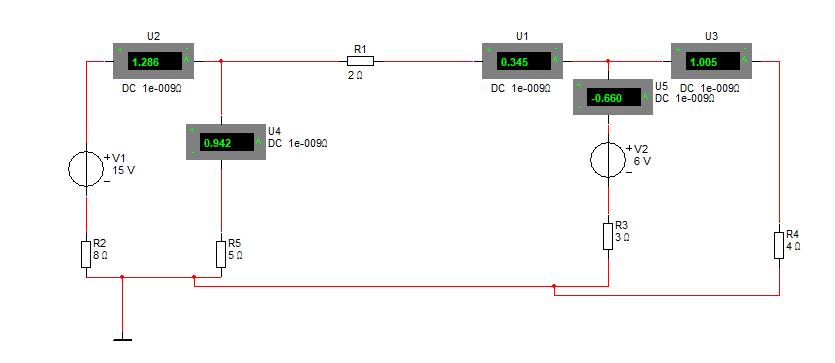 U2
1.286 A
DC 1e-009Ω
R1
2 Ω
U1
0.345 A
DC 1e-009Ω
U3
1.005 A
DC 1e-009Ω
U5
-0.660 A
DC 1e-009Ω
U4
0.942 A
DC 1e-009Ω
V1
15 V
V2
6 V
R2
8 Ω
R5
5 Ω
R3
3 Ω
R4
4 Ω